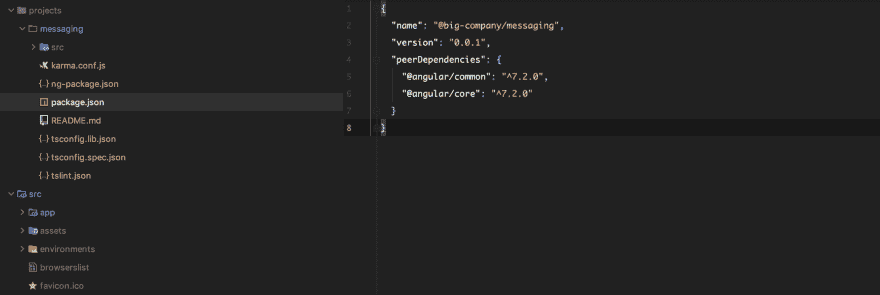 projects
messaging
src
karma.conf.js
ng-package.json
package.json
README.md
tsconfig.lib.json
tsconfig.spec.json
tslint.json
src
app
assets
environments
browserslist
favicon.ico
1 {
2 "name": "@big-company/messaging",
3 "version": "0.0.1",
4 "peerDependencies": {
5 "@angular/common": "^7.2.0",
6 "@angular/core": "^7.2.0"
7 }
8 }